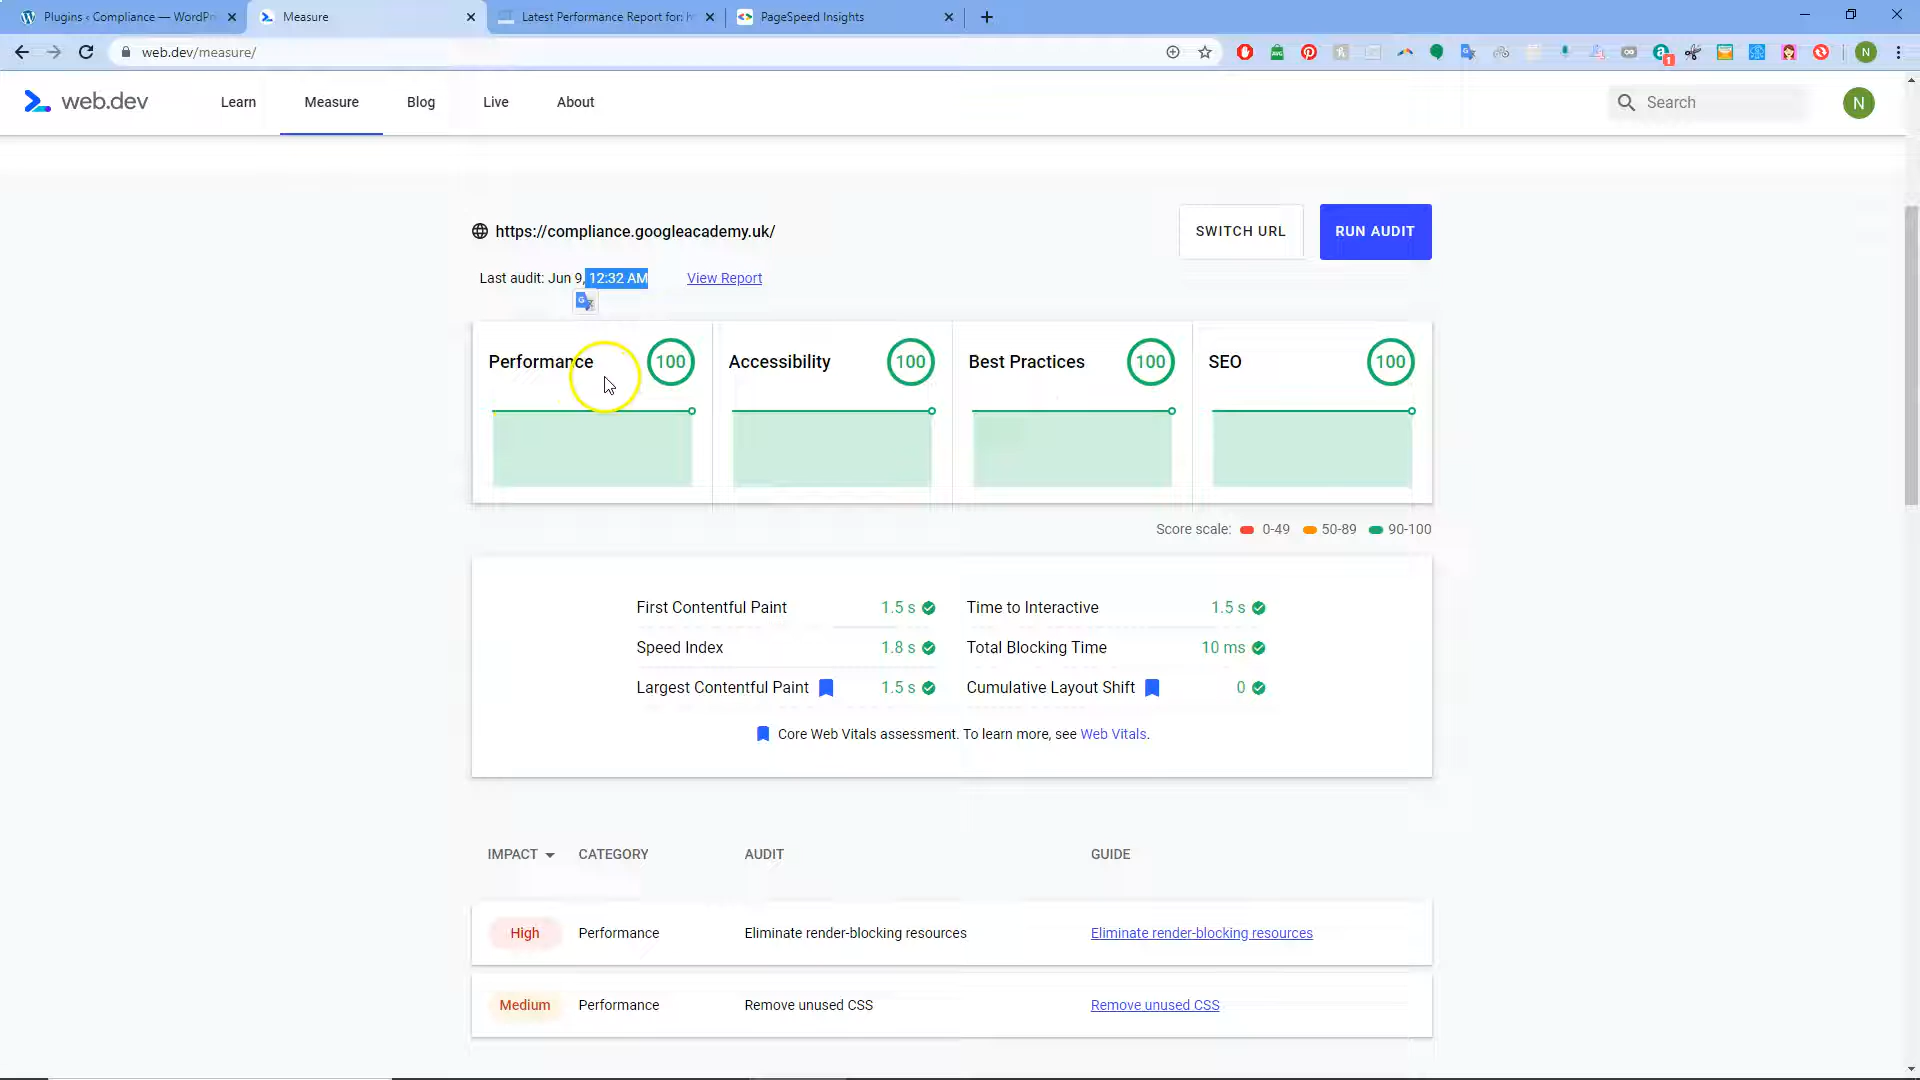 Plugins ‹ Compliance — WordPr
Measure
Latest Performance Report for: h
PageSpeed Insights
web.dev/measure/
N
web.dev
Learn
Measure
Blog
Live
About
Search
N
https://compliance.googleacademy.uk/
SWITCH URL
RUN AUDIT
Last audit: Jun 9, 12:32 AM
View Report
Performance 100
Accessibility 100
Best Practices 100
SEO 100
Score scale: 0-49 50-89 90-100
First Contentful Paint 1.5 s
Time to Interactive 1.5 s
Speed Index 1.8 s
Total Blocking Time 10 ms
Largest Contentful Paint 1.5 s
Cumulative Layout Shift 0
Core Web Vitals assessment. To learn more, see Web Vitals.
IMPACT CATEGORY AUDIT GUIDE
High Performance Eliminate render-blocking resources Eliminate render-blocking resources
Medium Performance Remove unused CSS Remove unused CSS